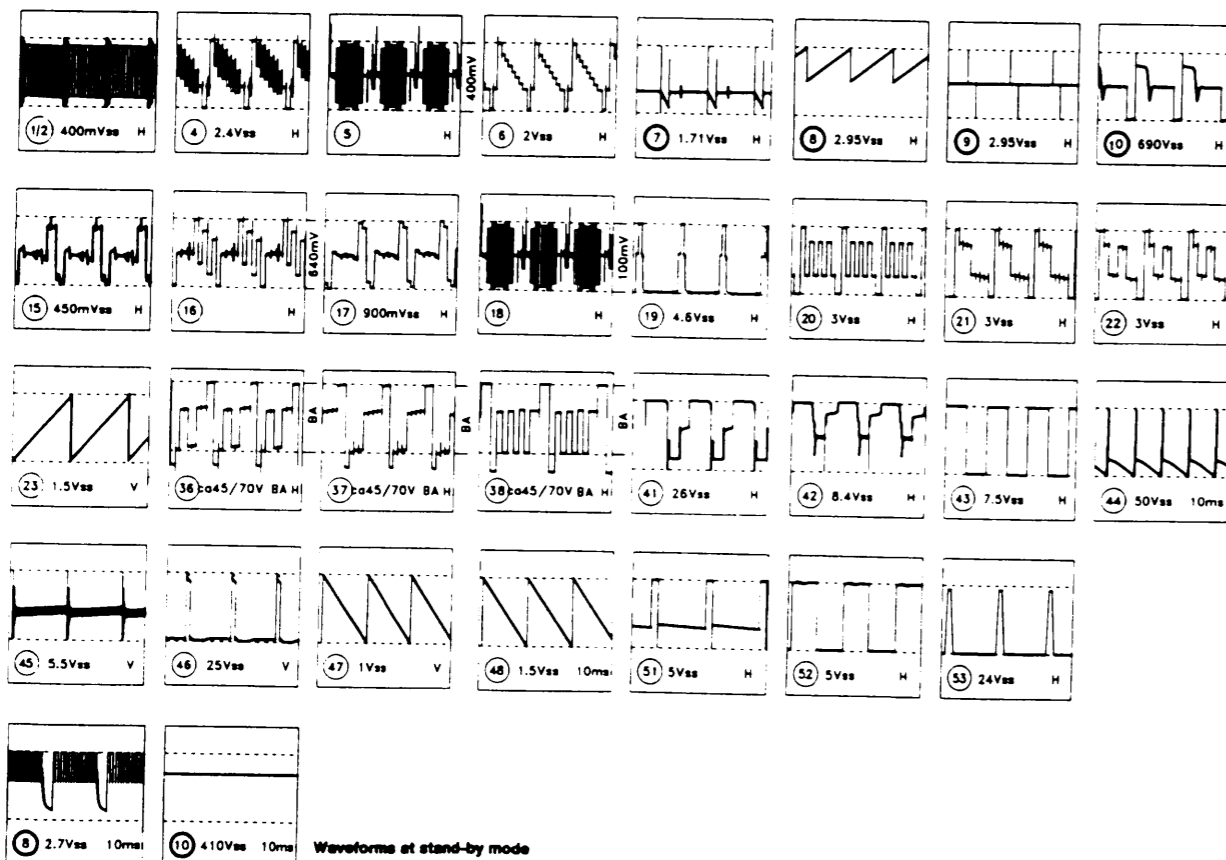 1/2 400mVss H
4 2.4Vss H
5 H
400mV
6 2Vss H
7 1.71Vss H
8 2.95Vss H
9 2.95Vss H
10 690Vss H
15 450mVss H
16 H
640mV
17 900mVss H
18 H
100mV
19 4.6Vss H
20 3Vss H
21 3Vss H
22 3Vss H
23 1.5Vss V
36 ca45/70V BA H
BA
37 ca45/70V BA H
BA
38 ca45/70V BA H
BA
41 26Vss H
42 8.4Vss H
43 7.5Vss H
44 50Vss 10ms
45 5.5Vss V
46 25Vss V
47 1Vss V
48 1.5Vss 10ms
51 5Vss H
52 5Vss H
53 24Vss H
8 2.7Vss 10ms
10 410Vss 10ms
Waveforms at stand-by mode